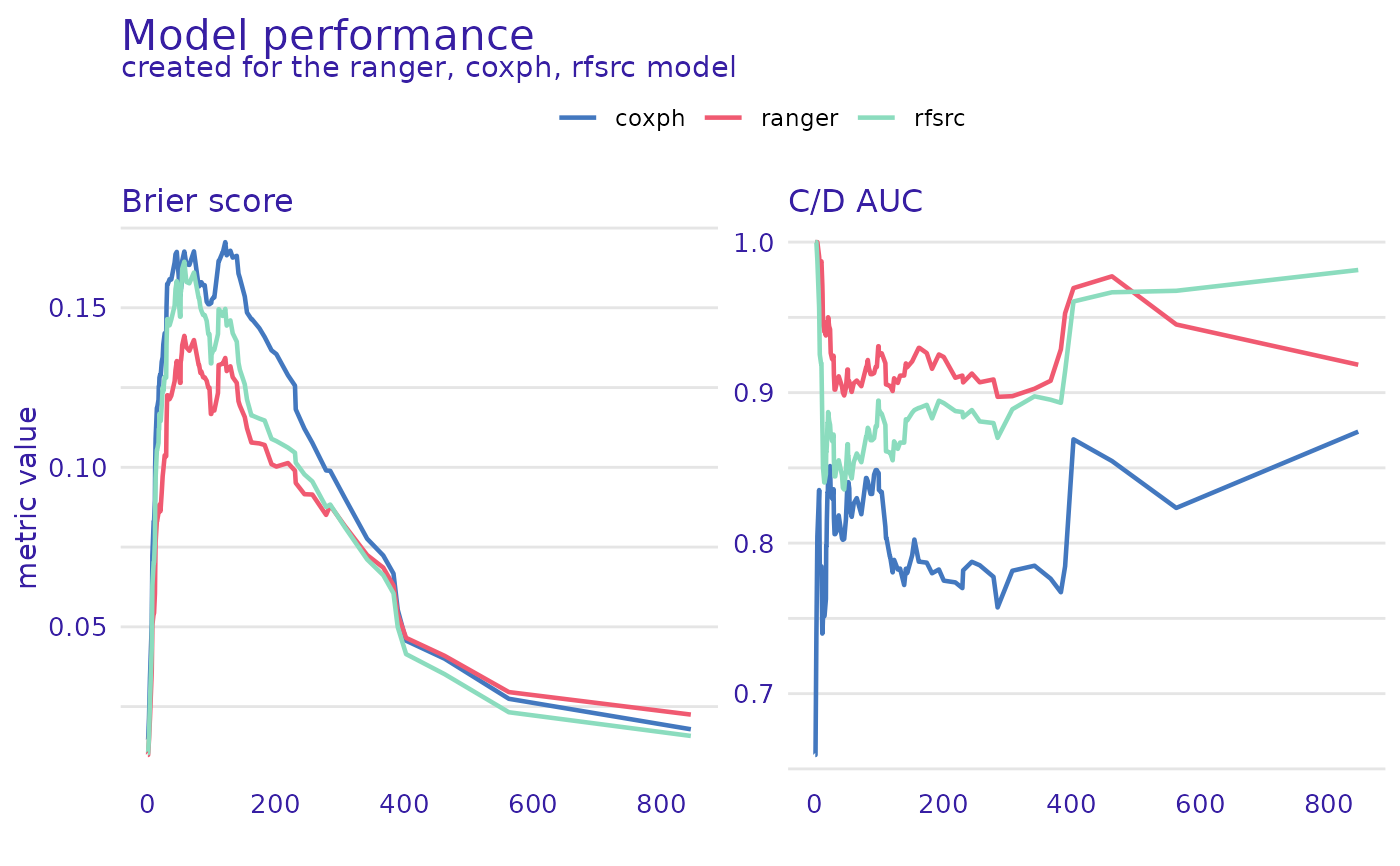 Model performance
created for the ranger, coxph, rfsrc model
coxph ranger rfsrc
Brier score
C/D AUC
metric value
0.15
0.10
0.05
0 200 400 600 800
1.0
0.9
0.8
0.7
0 200 400 600 800